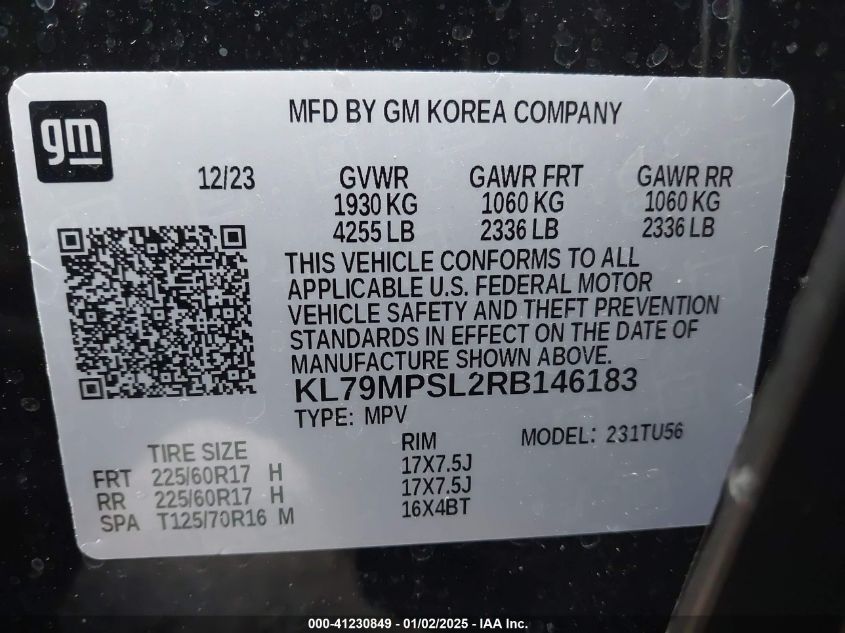 gm
MFD BY GM KOREA COMPANY
12/23 GVWR GAWR FRT GAWR RR
1930 KG 1060 KG 1060 KG
4255 LB 2336 LB 2336 LB
THIS VEHICLE CONFORMS TO ALL
APPLICABLE U.S. FEDERAL MOTOR
VEHICLE SAFETY AND THEFT PREVENTION
STANDARDS IN EFFECT ON THE DATE OF
MANUFACTURE SHOWN ABOVE.
KL79MPSL2RB146183
TYPE: MPV
TIRE SIZE RIM MODEL: 231TU56
FRT 225/60R17 H 17X7.5J
RR 225/60R17 H 17X7.5J
SPA T125/70R16 M 16X4BT
000-41230849 - 01/02/2025 - IAA Inc.